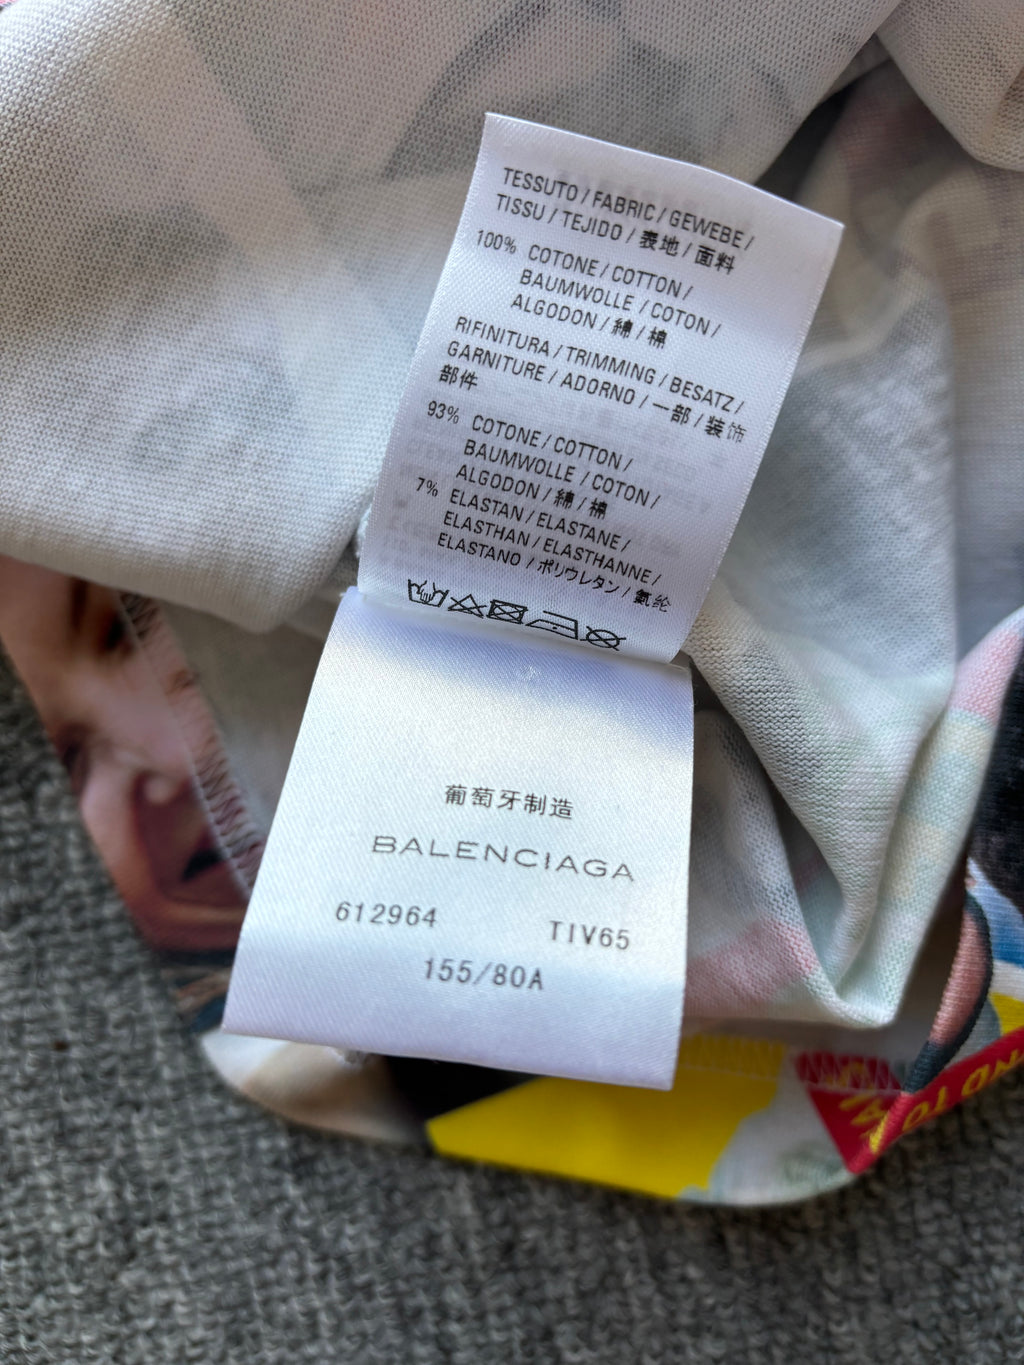 TESSUTO / FABRIC / GEWEBE /
TISSU / TEJIDO / 表地 / 面料
100% COTONE / COTTON /
BAUMWOLLE / COTON /
ALGODON / 綿 / 棉
RIFINITURA / TRIMMING / BESATZ /
GARNITURE / ADORNO / 一部 / 装饰
部件
93% COTONE / COTTON /
BAUMWOLLE / COTON /
ALGODON / 綿 / 棉
7% ELASTAN / ELASTANE /
ELASTHAN / ELASTHANNE /
ELASTANO / ポリウレタン / 氨纶
葡萄牙制造
BALENCIAGA
612964 TIV65
155/80A